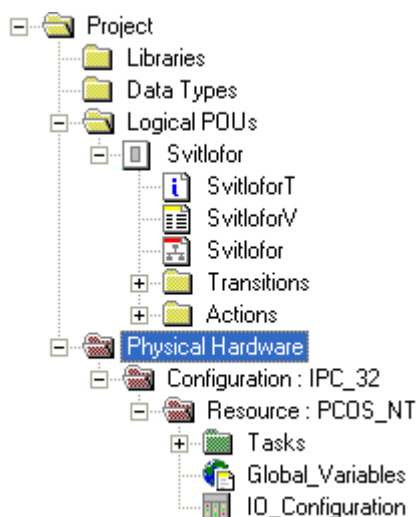 Project
Libraries
Data Types
Logical POUs
Svitlofor
SvitloforT
SvitloforV
Svitlofor
Transitions
Actions
Physical Hardware
Configuration : IPC_32
Resource : PCOS_NT
Tasks
Global_Variables
IO_Configuration